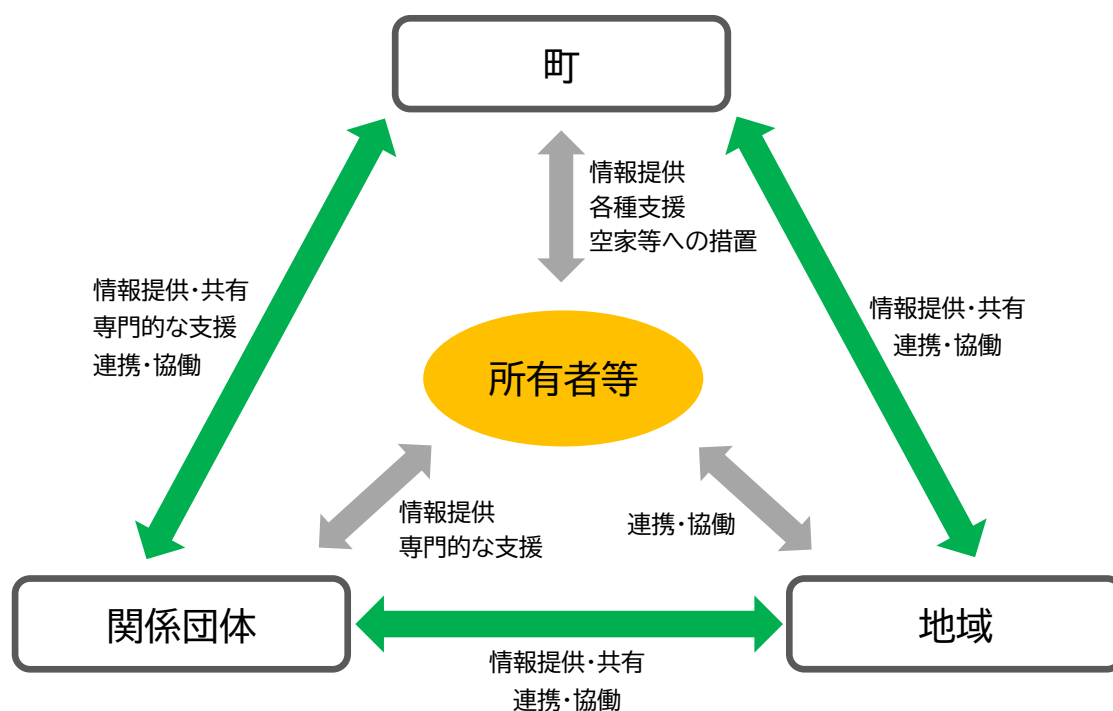 町
情報提供
各種支援
空家等への措置
情報提供・共有
専門的な支援
連携・協働
情報提供・共有
連携・協働
所有者等
情報提供
専門的な支援
連携・協働
関係団体
地域
情報提供・共有
連携・協働